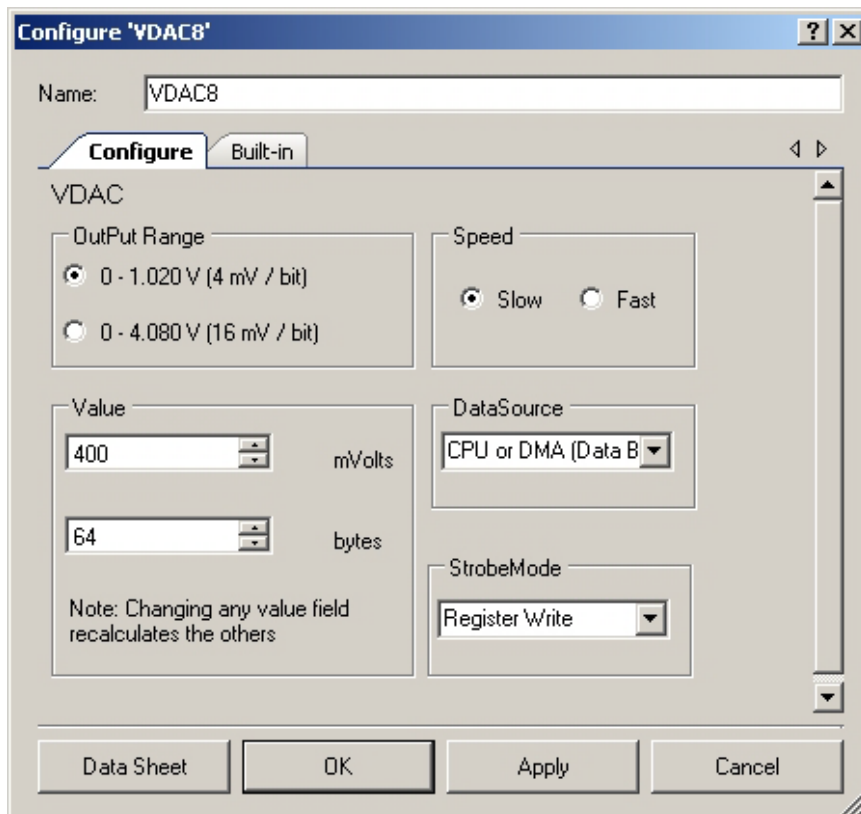 Configure 'VDAC8'
Name: VDAC8
Configure Built-in
VDAC
OutPut Range
0 - 1.020 V (4 mV / bit)
0 - 4.080 V (16 mV / bit)
Speed
Slow Fast
Value
400 mVolts
64 bytes
Note: Changing any value field
recalculates the others
DataSource
CPU or DMA (Data B
StrobeMode
Register Write
Data Sheet OK Apply Cancel